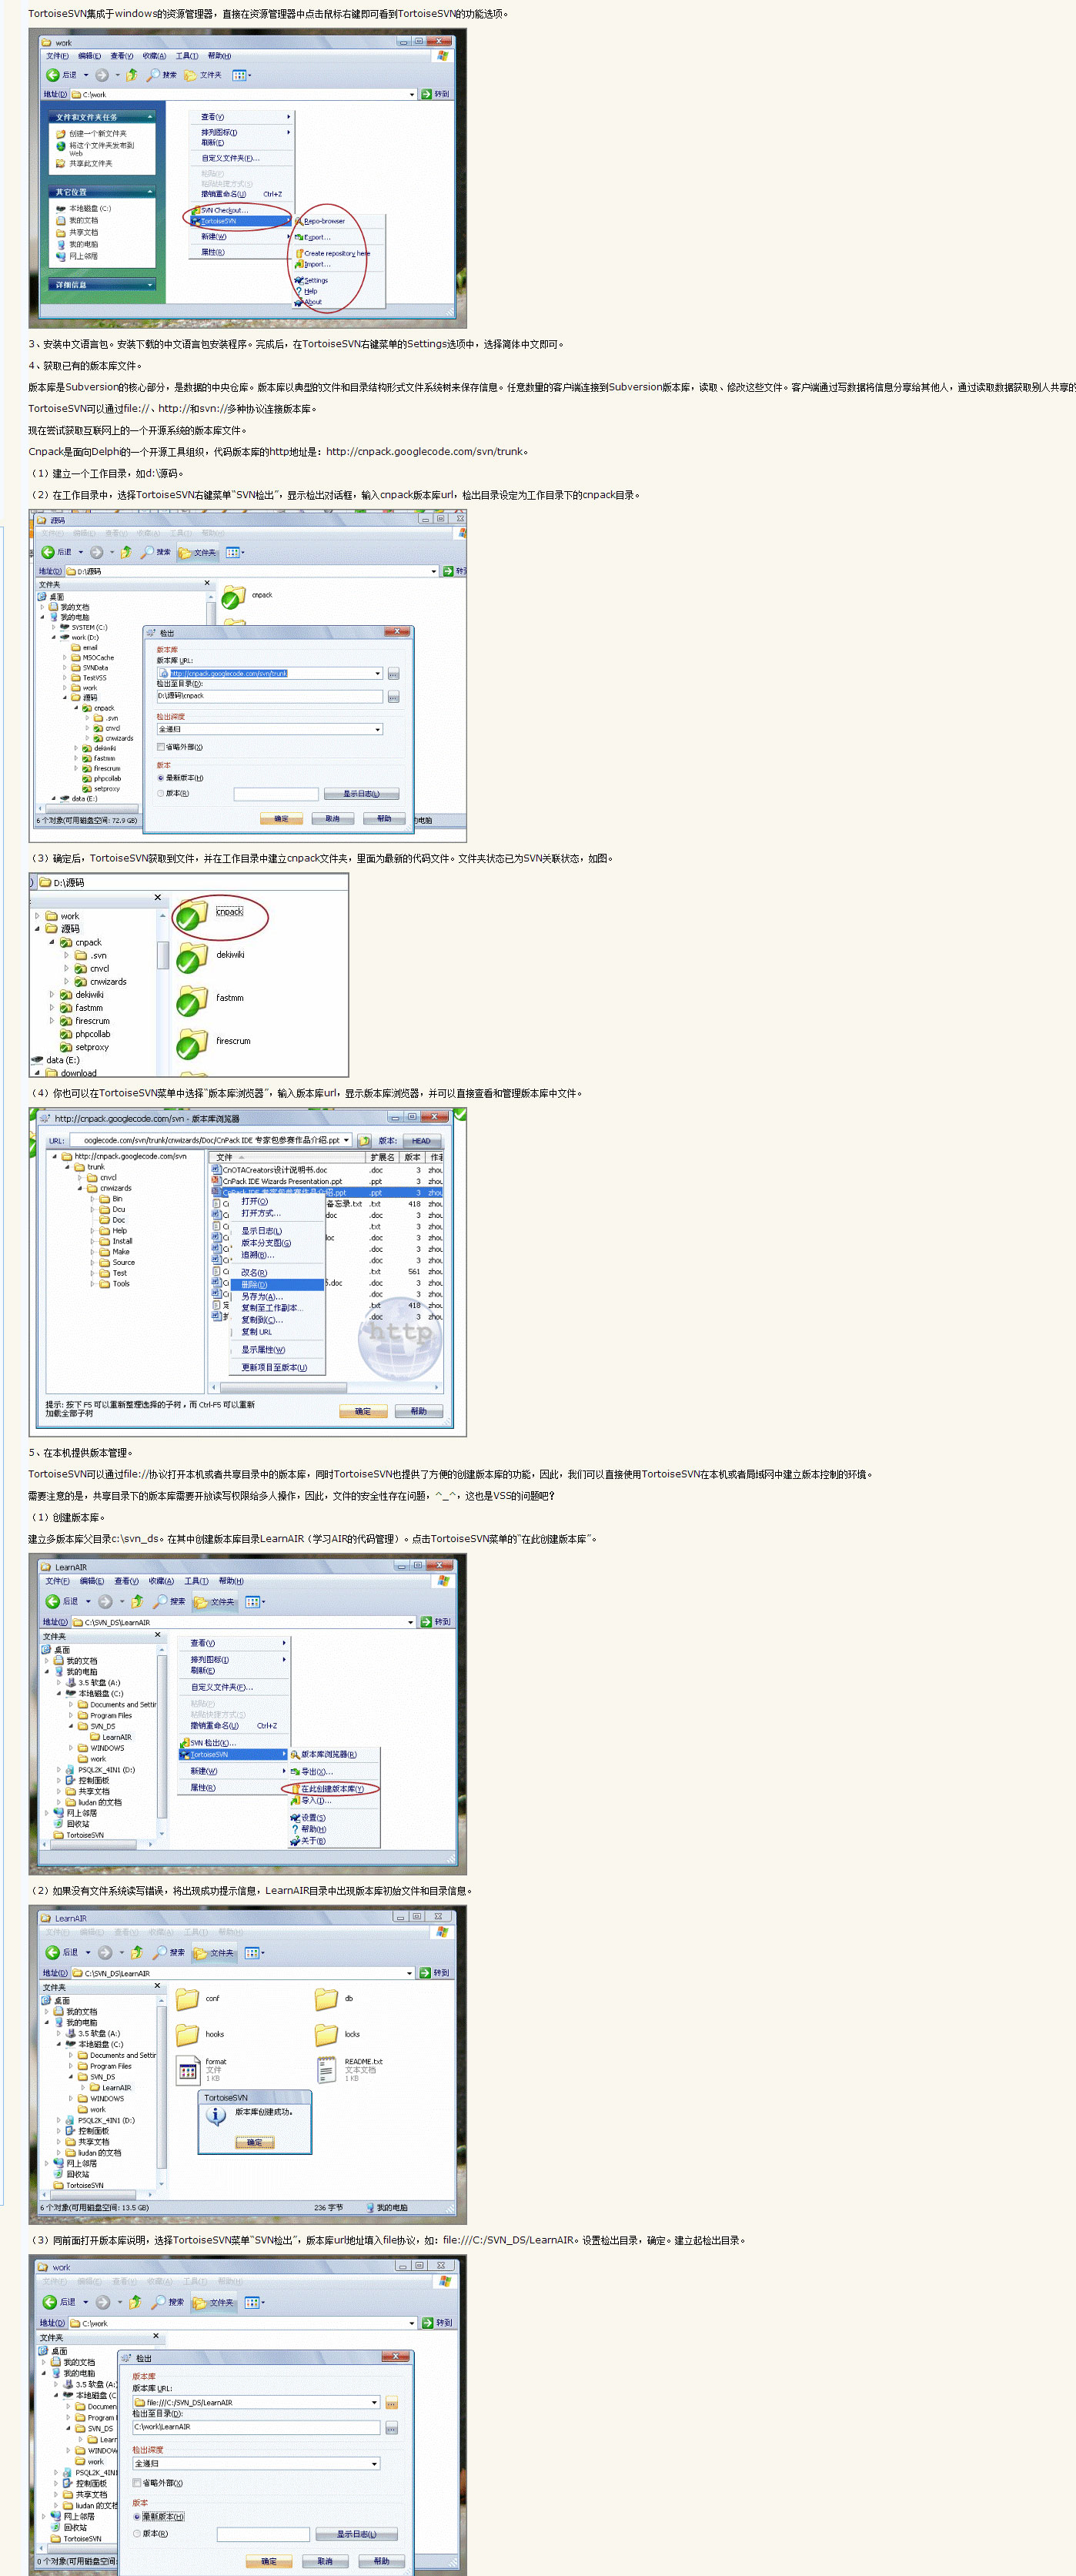 TortoiseSVN集成于windows的资源管理器，直接在资源管理器中点击鼠标右键即可看到TortoiseSVN的功能选项。
work
文件(F) 编辑(E) 查看(V) 收藏(A) 工具(T) 帮助(H)
后退 搜索 文件夹
地址(D) C:\work 转到
文件和文件夹任务
创建一个新文件夹
将这个文件夹发布到
Web
共享此文件夹
其它位置
本地磁盘 (C:)
我的文档
共享文档
我的电脑
网上邻居
详细信息
查看(V)
排列图标(I)
刷新(E)
自定义文件夹(F)...
粘贴(P)
粘贴快捷方式(S)
撤销重命名(U) Ctrl+Z
SVN Checkout...
TortoiseSVN
新建(W)
属性(R)
Repo-browser
Export...
Create repository here
Import...
Settings
Help
About
3、安装中文语言包。安装下载的中文语言包安装程序。完成后，在TortoiseSVN右键菜单的Settings选项中，选择简体中文即可。
4、获取已有的版本库文件。
版本库是Subversion的核心部分，是数据的中央仓库。版本库以典型的文件和目录结构形式文件系统树来保存信息。任意数量的客户端连接到Subversion版本库，读取、修改这些文件。客户端通过写数据将信息分享给其他人，通过读取数据获取别人共享的
TortoiseSVN可以通过file://、http://和svn://多种协议连接版本库。
现在尝试获取互联网上的一个开源系统的版本库文件。
Cnpack是面向Delphi的一个开源工具组织，代码版本库的http地址是：http://cnpack.googlecode.com/svn/trunk。
（1）建立一个工作目录，如d:\源码。
（2）在工作目录中，选择TortoiseSVN右键菜单“SVN检出”，显示检出对话框，输入cnpack版本库url，检出目录设定为工作目录下的cnpack目录。
源码
文件(F) 编辑(E) 查看(V) 收藏(A) 工具(T) 帮助(H)
后退 搜索 文件夹
地址(D) D:\源码 转到
文件夹
桌面
我的文档
我的电脑
SYSTEM (C:)
work (D:)
email
MSOCache
SVNData
TestVSS
work
源码
cnpack
.svn
cnvcl
cnwizards
dekiwiki
fastmm
firescrum
phpcollab
setproxy
data (E:)
6 个对象(可用磁盘空间: 72.9 GB)
cnpack
检出
版本库
版本库 URL:
http://cnpack.googlecode.com/svn/trunk
检出至目录(D):
D:\源码\cnpack
检出深度
全递归
省略外部(X)
版本
最新版本(H)
版本(R) 显示日志(L)
确定 取消 帮助
的电脑
（3）确定后，TortoiseSVN获取到文件，并在工作目录中建立cnpack文件夹，里面为最新的代码文件。文件夹状态已为SVN关联状态，如图。
D:\源码
work
源码
cnpack
.svn
cnvcl
cnwizards
dekiwiki
fastmm
firescrum
phpcollab
setproxy
data (E:)
download
cnpack
dekiwiki
fastmm
firescrum
（4）你也可以在TortoiseSVN菜单中选择“版本库浏览器”，输入版本库url，显示版本库浏览器，并可以直接查看和管理版本库中文件。
http://cnpack.googlecode.com/svn - 版本库浏览器
URL: ooglecode.com/svn/trunk/cnwizards/Doc/CnPack IDE 专家包参赛作品介绍.ppt 版本: HEAD
http://cnpack.googlecode.com/svn
trunk
cnvcl
cnwizards
Bin
Dcu
Doc
Help
Install
Make
Source
Test
Tools
文件 扩展名 版本 作者
CnOTACreators设计说明书.doc .doc 3 zhou
CnPack IDE Wizards Presentation.ppt .ppt 3 zhou
CnPack IDE 专家包参赛作品介绍.ppt .ppt 3 zhou
备忘录.txt .txt 418 zhou
doc .doc 3 zhou
.txt 3 zhou
doc .doc 3 zhou
.doc 3 zhou
.doc 3 zhou
.txt 561 zhou
.doc .doc 3 zhou
.doc 3 zhou
.txt 418 zhou
.doc 3 zhou
打开(O)
打开方式...
显示日志(L)
版本分支图(G)
追溯(B)...
改名(R)
删除(D)
另存为(A)...
复制至工作副本...
复制到(C)...
复制 URL
显示属性(W)
更新项目至版本(U)
http
提示: 按下 F5 可以重新整理选择的子树，而 Ctrl-F5 可以重新
加载全部子树
确定 帮助
5、在本机提供版本管理。
TortoiseSVN可以通过file://协议打开本机或者共享目录中的版本库，同时TortoiseSVN也提供了方便的创建版本库的功能，因此，我们可以直接使用TortoiseSVN在本机或者局域网中建立版本控制的环境。
需要注意的是，共享目录下的版本库需要开放读写权限给多人操作，因此，文件的安全性存在问题，^_^，这也是VSS的问题吧？
（1）创建版本库。
建立多版本库父目录c:\svn_ds。在其中创建版本库目录LearnAIR（学习AIR的代码管理）。点击TortoiseSVN菜单的“在此创建版本库”。
LearnAIR
文件(F) 编辑(E) 查看(V) 收藏(A) 工具(T) 帮助(H)
后退 搜索 文件夹
地址(D) C:\SVN_DS\LearnAIR 转到
文件夹
桌面
我的文档
我的电脑
3.5 软盘 (A:)
本地磁盘 (C:)
Documents and Settin
Program Files
SVN_DS
LearnAIR
WINDOWS
work
PSQL2K_4IN1 (D:)
控制面板
共享文档
liudan 的文档
网上邻居
回收站
TortoiseSVN
查看(V)
排列图标(I)
刷新(E)
自定义文件夹(F)...
粘贴(P)
粘贴快捷方式(S)
撤销重命名(U) Ctrl+Z
SVN 检出(K)...
TortoiseSVN
新建(W)
属性(R)
版本库浏览器(R)
导出(X)...
在此创建版本库(Y)
导入(I)...
设置(S)
帮助(H)
关于(B)
（2）如果没有文件系统读写错误，将出现成功提示信息，LearnAIR目录中出现版本库初始文件和目录信息。
LearnAIR
文件(F) 编辑(E) 查看(V) 收藏(A) 工具(T) 帮助(H)
后退 搜索 文件夹
地址(D) C:\SVN_DS\LearnAIR 转到
文件夹
桌面
我的文档
我的电脑
3.5 软盘 (A:)
本地磁盘 (C:)
Documents and Settin
Program Files
SVN_DS
LearnAIR
WINDOWS
work
PSQL2K_4IN1 (D:)
控制面板
共享文档
liudan 的文档
网上邻居
回收站
TortoiseSVN
conf db
hooks locks
format
文件
1 KB
README.txt
文本文档
1 KB
TortoiseSVN
版本库创建成功。
确定
6 个对象(可用磁盘空间: 13.5 GB) 236 字节 我的电脑
（3）同前面打开版本库说明，选择TortoiseSVN菜单“SVN检出”，版本库url地址填入file协议，如：file:///C:/SVN_DS/LearnAIR。设置检出目录，确定。建立起检出目录。
work
文件(F) 编辑(E) 查看(V) 收藏(A) 工具(T) 帮助(H)
后退 搜索 文件夹
地址(D) C:\work 转到
文件夹
桌面
我的文档
我的电脑
3.5 软盘 (A:)
本地磁盘 (C
Documen
Program
SVN_DS
Learn
WINDOW
work
PSQL2K_4IN1
控制面板
共享文档
liudan 的文档
网上邻居
回收站
TortoiseSVN
0 个对象(可用磁盘空间:
检出
版本库
版本库 URL:
file:///C:/SVN_DS/LearnAIR
检出至目录(D):
C:\work\LearnAIR
检出深度
全递归
省略外部(X)
版本
最新版本(H)
版本(R) 显示日志(L)
确定 取消 帮助